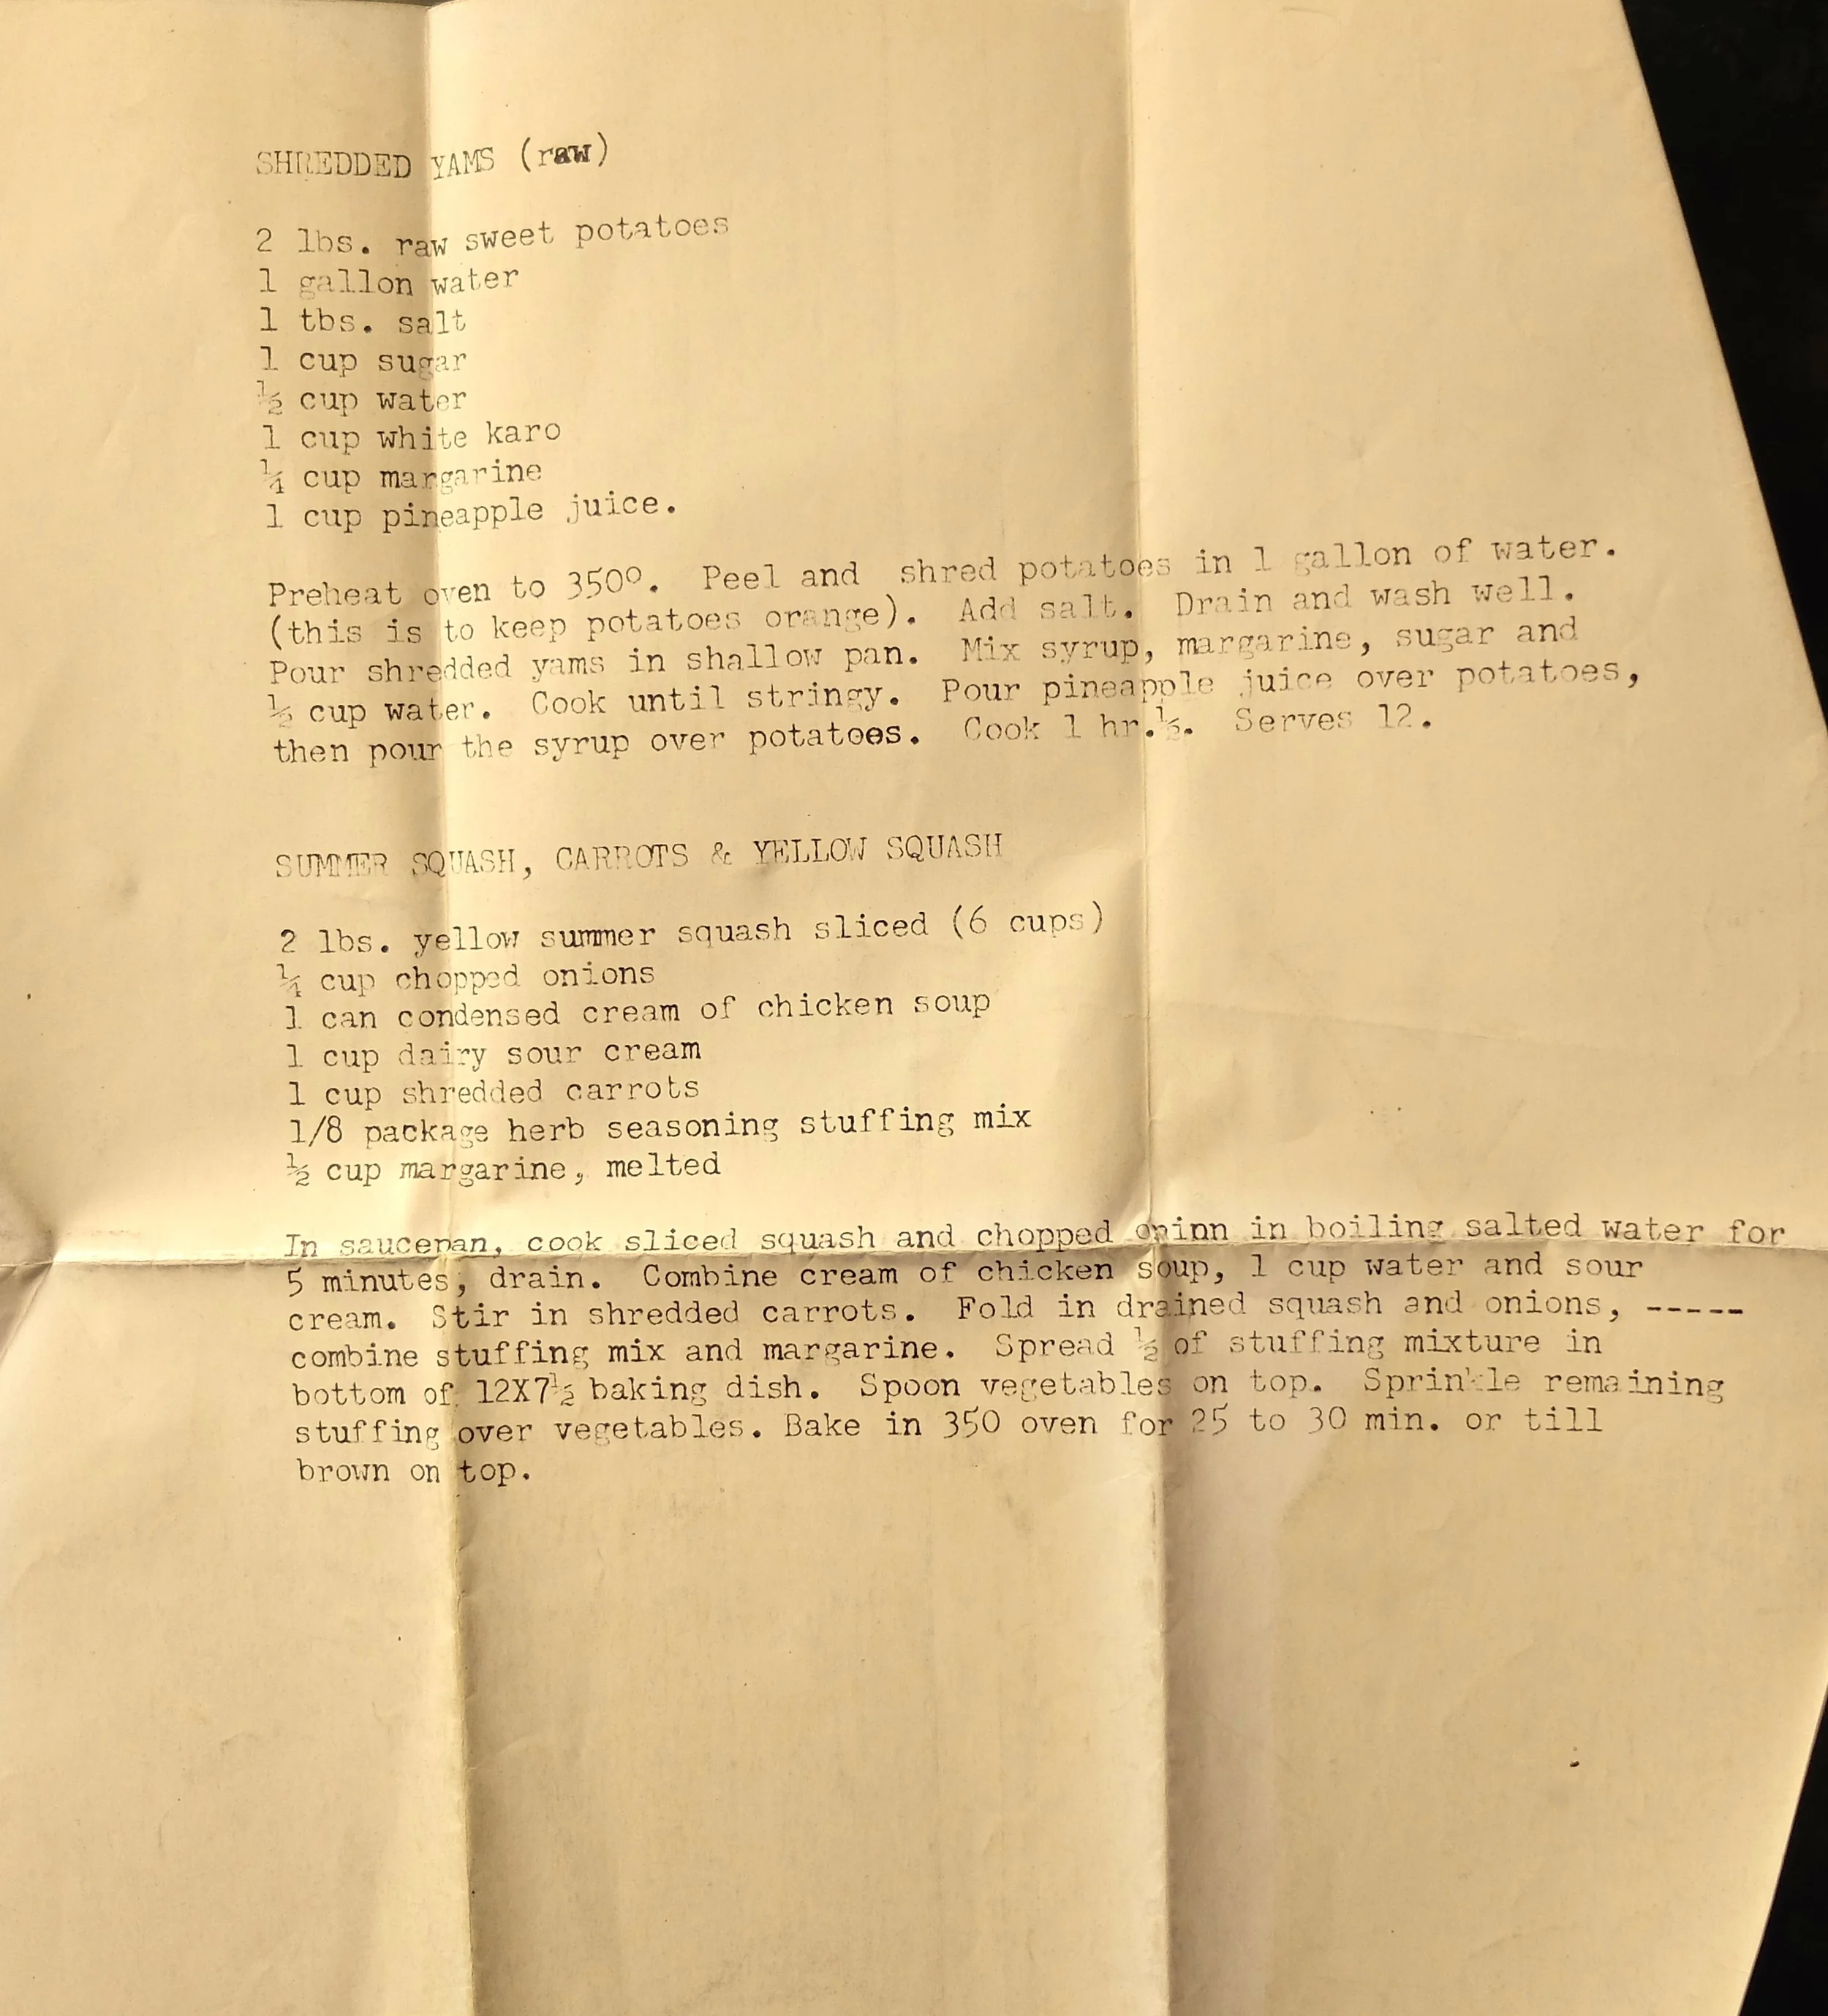 SHREDDED YAMS (raw)
2 lbs. raw sweet potatoes
1 gallon water
1 tbs. salt
1 cup sugar
½ cup water
1 cup white karo
¼ cup margarine
1 cup pineapple juice.
Preheat oven to 350º.  Peel and  shred potatoes in 1 gallon of water.
(this is to keep potatoes orange).  Add salt.  Drain and wash well.
Pour shredded yams in shallow pan.  Mix syrup, margarine, sugar and
½ cup water.  Cook until stringy.  Pour pineapple juice over potatoes,
then pour the syrup over potatoes.  Cook 1 hr.½.  Serves 12.
SUMMER SQUASH, CARROTS & YELLOW SQUASH
2 lbs. yellow summer squash sliced (6 cups)
¼ cup chopped onions
1 can condensed cream of chicken soup
1 cup dairy sour cream
1 cup shredded carrots
1/8 package herb seasoning stuffing mix
½ cup margarine, melted
In saucepan, cook sliced squash and chopped oninn in boiling salted water for
5 minutes, drain.  Combine cream of chicken soup, 1 cup water and sour
cream.  Stir in shredded carrots.  Fold in drained squash and onions, -----
combine stuffing mix and margarine.  Spread ½ of stuffing mixture in
bottom of 12X7½ baking dish.  Spoon vegetables on top.  Sprinkle remaining
stuffing over vegetables. Bake in 350 oven for 25 to 30 min. or till
brown on top.